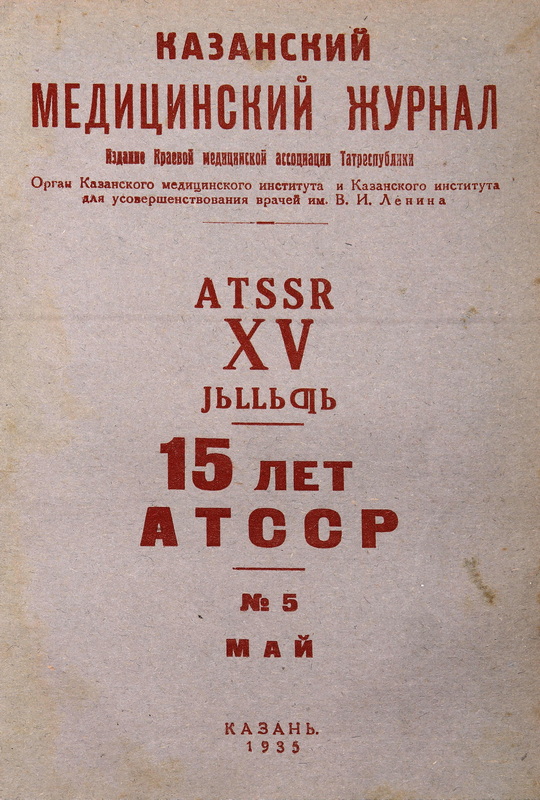 КАЗАНСКИЙ
МЕДИЦИНСКИЙ ЖУРНАЛ
Издание Краевой медицинской ассоциации Татреспублики
Орган Казанского медицинского института и Казанского института
для усовершенствования врачей им. В. И. Ленина
ATSSR
XV
JЬLLЬƢЬ
15 ЛЕТ
АТССР
№ 5
МАЙ
КАЗАНЬ.
1935